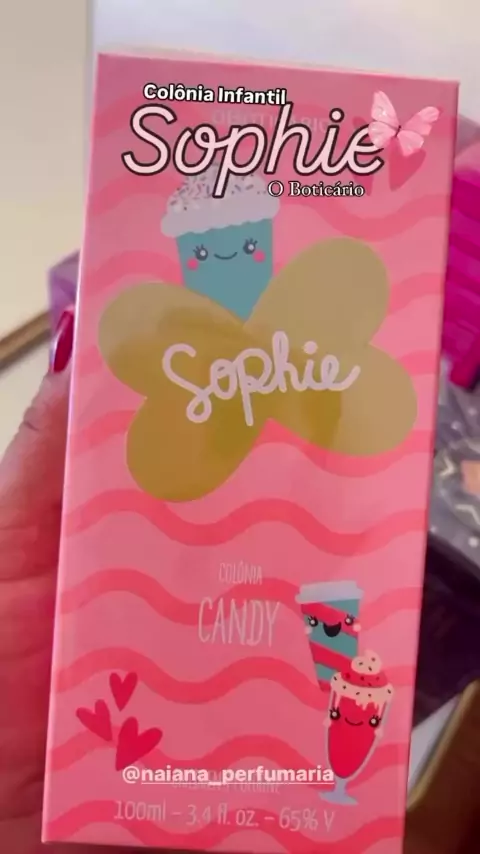 Colônia Infantil
Sophie
O Boticário
Sophie
COLÔNIA
CANDY
@naiana_perfumaria
100ml - 3.4 fl. oz. - 65% V